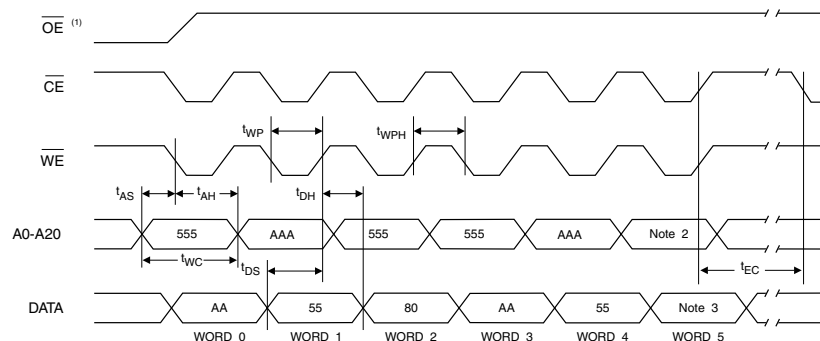 OE (1)
CE
tWP
tWPH
WE
tAS
tAH
tDH
A0-A20
555
AAA
555
555
AAA
Note 2
tWC
tDS
tEC
DATA
AA
55
80
AA
55
Note 3
WORD 0
WORD 1
WORD 2
WORD 3
WORD 4
WORD 5